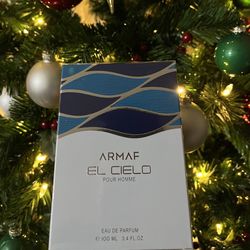 ARMAF
EL CIELO
POUR HOMME
EAU DE PARFUM
℮ 100 ML 3.4 FL.OZ